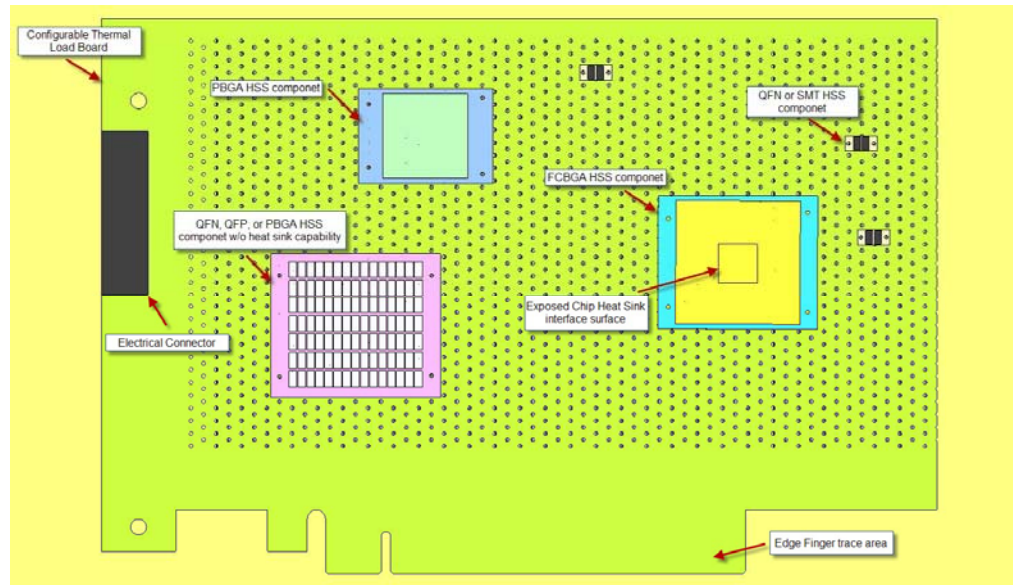 Configurable Thermal
Load Board
PBGA HSS componet
QFN or SMT HSS
componet
FCBGA HSS componet
QFN, QFP, or PBGA HSS
componet w/o heat sink capability
Exposed Chip Heat Sink
interface surface
Electrical Connector
Edge Finger trace area